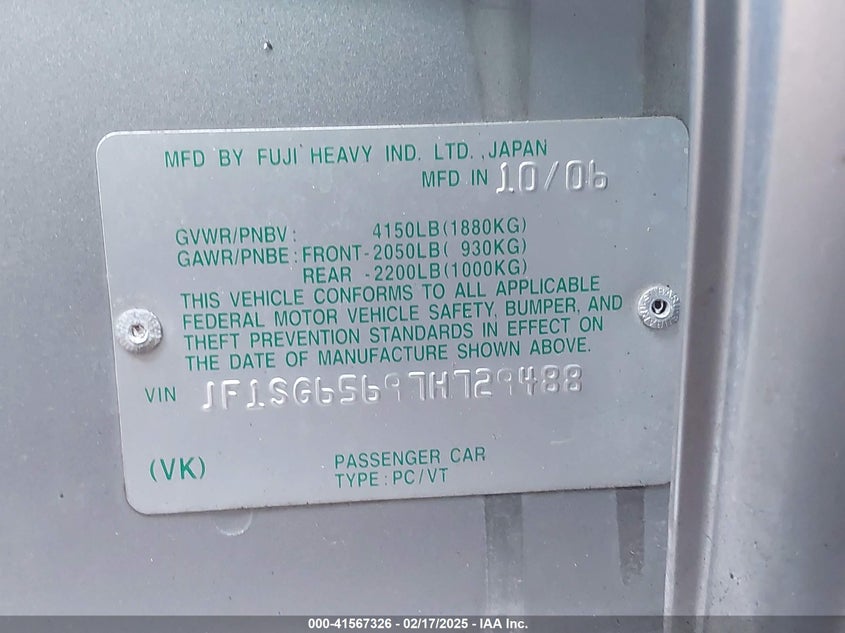 MFD BY FUJI HEAVY IND. LTD., JAPAN
MFD IN 10/06
GVWR/PNBV: 4150LB(1880KG)
GAWR/PNBE: FRONT-2050LB( 930KG)
REAR -2200LB(1000KG)
THIS VEHICLE CONFORMS TO ALL APPLICABLE
FEDERAL MOTOR VEHICLE SAFETY, BUMPER, AND
THEFT PREVENTION STANDARDS IN EFFECT ON
THE DATE OF MANUFACTURE SHOWN ABOVE.
VIN JF1SG65697H729488
(VK) PASSENGER CAR
TYPE: PC/VT
000-41567326 - 02/17/2025 - IAA Inc.